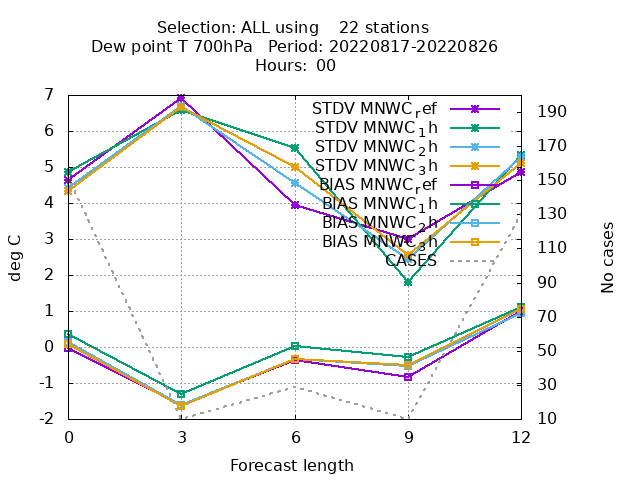 Selection: ALL using 22 stations
Dew point T 700hPa Period: 20220817-20220826
Hours: 00
STDV MNWC_ref
STDV MNWC_1h
STDV MNWC_2h
STDV MNWC_3h
BIAS MNWC_ref
BIAS MNWC_1h
BIAS MNWC_2h
BIAS MNWC_3h
CASES
7
6
5
4
3
2
1
0
-1
-2
deg C
190
170
150
130
110
90
70
50
30
10
No cases
0 3 6 9 12
Forecast length